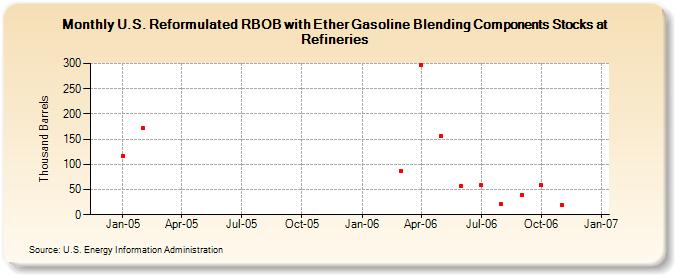 Monthly U.S. Reformulated RBOB with Ether Gasoline Blending Components Stocks at
Refineries
Thousand Barrels
300
250
200
150
100
50
0
Jan-05 Apr-05 Jul-05 Oct-05 Jan-06 Apr-06 Jul-06 Oct-06 Jan-07
Source: U.S. Energy Information Administration